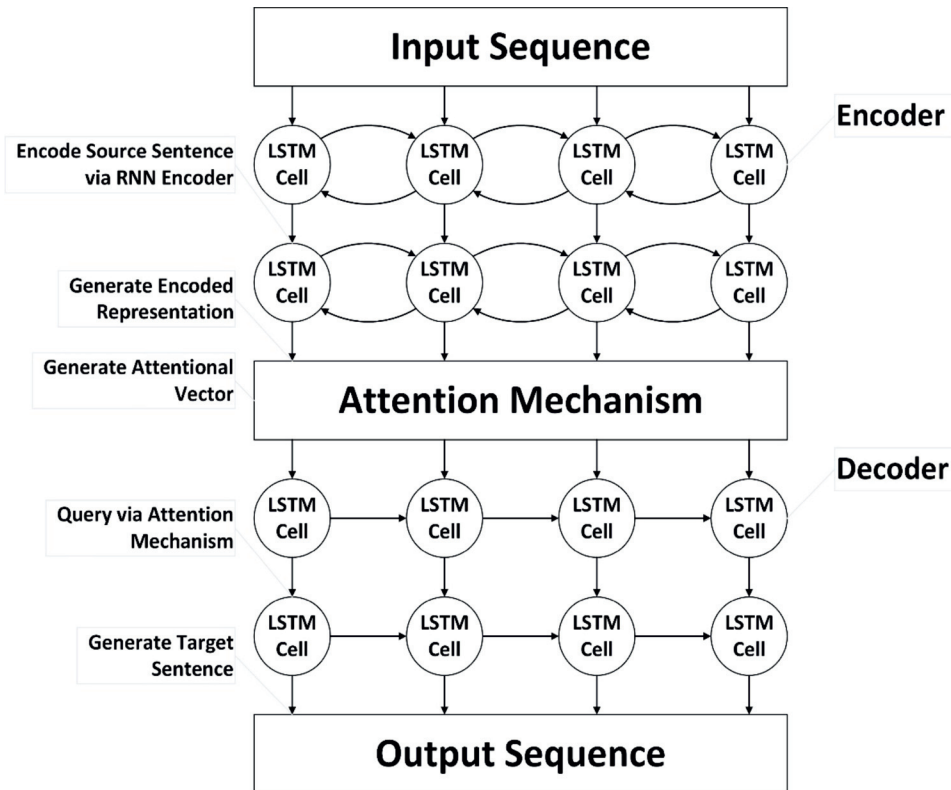 Input Sequence
Encoder
LSTM
Cell
LSTM
Cell
LSTM
Cell
LSTM
Cell
Encode Source Sentence
via RNN Encoder
LSTM
Cell
LSTM
Cell
LSTM
Cell
LSTM
Cell
Generate Encoded
Representation
Generate Attentional
Vector
Attention Mechanism
Decoder
LSTM
Cell
LSTM
Cell
LSTM
Cell
LSTM
Cell
Query via Attention
Mechanism
LSTM
Cell
LSTM
Cell
LSTM
Cell
LSTM
Cell
Generate Target
Sentence
Output Sequence